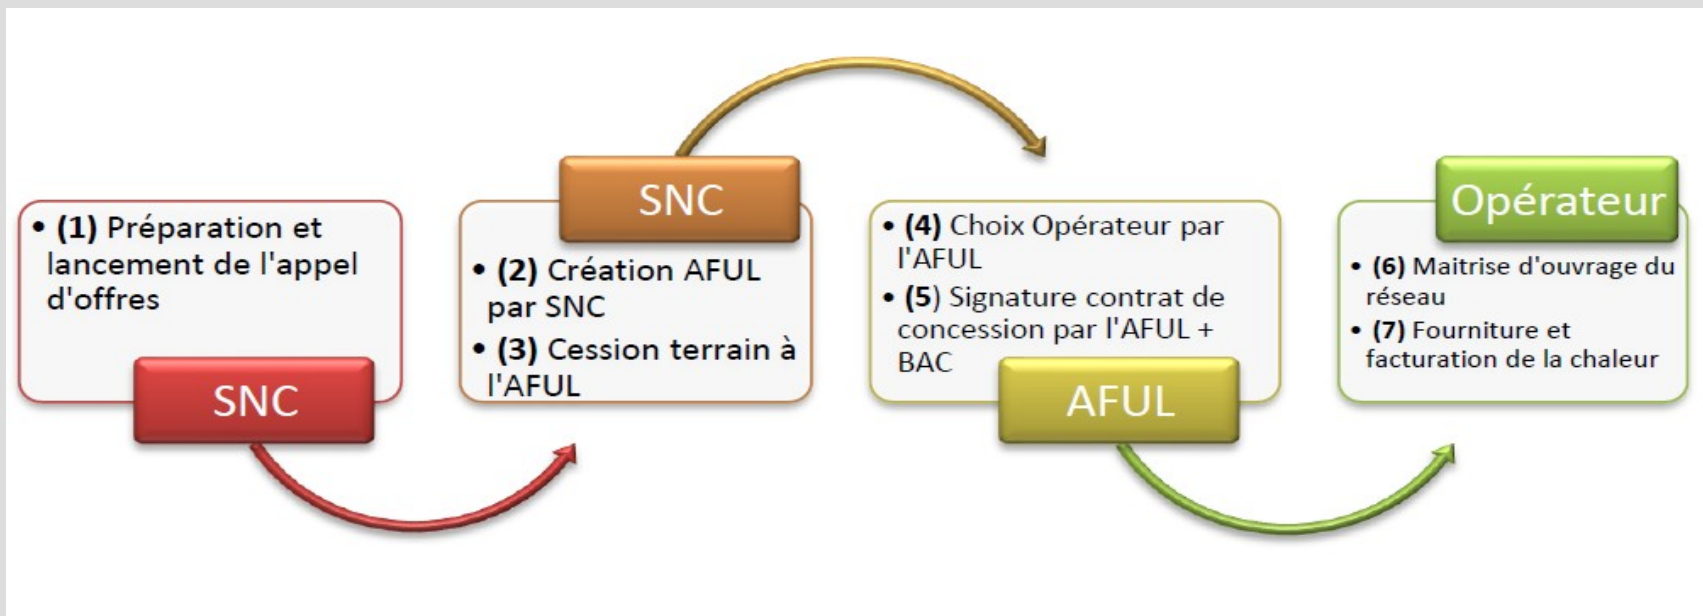 • (1) Préparation et
lancement de l'appel
d'offres
SNC
SNC
• (2) Création AFUL
par SNC
• (3) Cession terrain à
l'AFUL
• (4) Choix Opérateur par
l'AFUL
• (5) Signature contrat de
concession par l'AFUL +
BAC
AFUL
Opérateur
• (6) Maitrise d'ouvrage du
réseau
• (7) Fourniture et
facturation de la chaleur